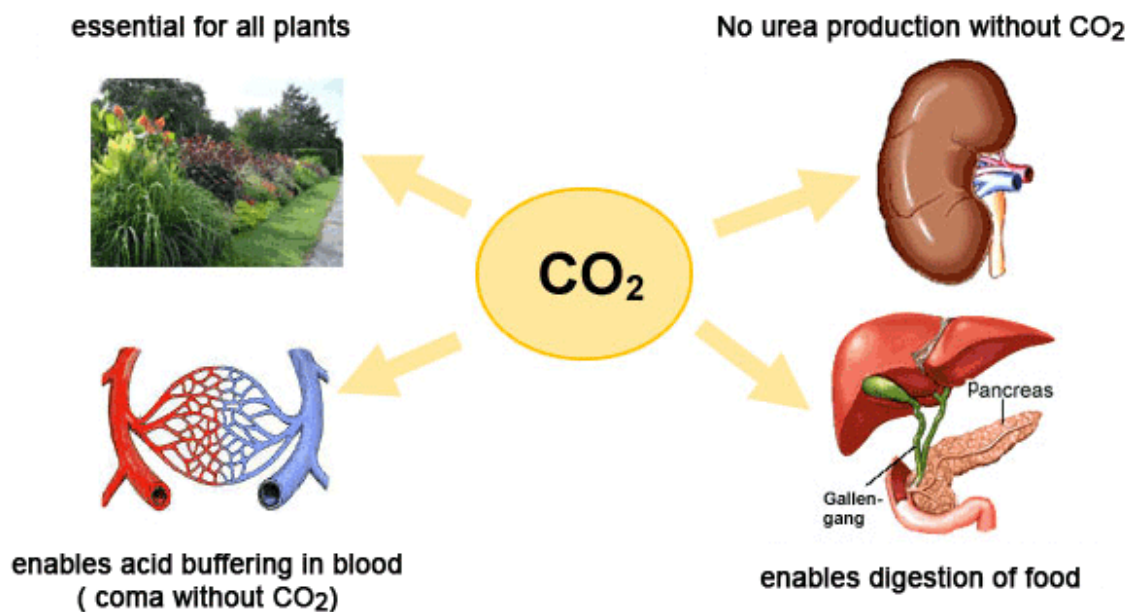 essential for all plants
No urea production without CO₂
CO₂
Pancreas
Gallen-
gang
enables acid buffering in blood
( coma without CO₂)
enables digestion of food